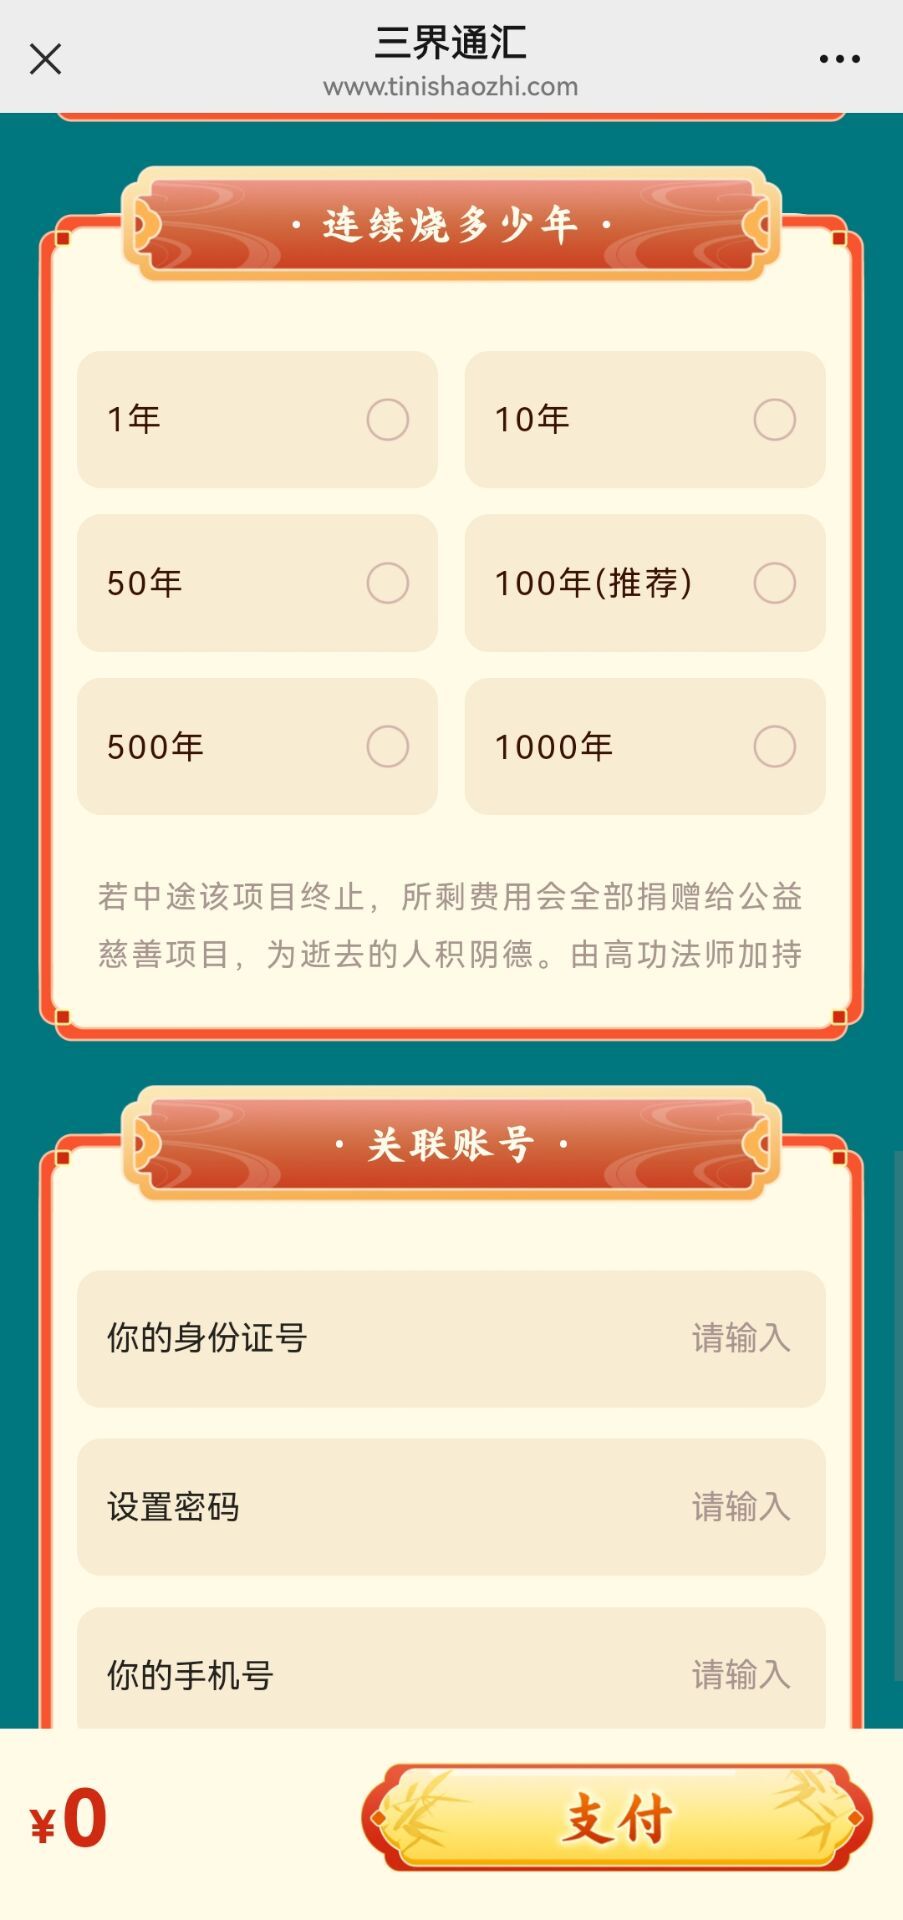 三界通汇
www.tinishaozhi.com
·连续烧多少年·
1年
10年
50年
100年(推荐)
500年
1000年
若中途该项目终止，所剩费用会全部捐赠给公益
慈善项目，为逝去的人积阴德。由高功法师加持
·关联账号·
你的身份证号 请输入
设置密码 请输入
你的手机号 请输入
¥0
支付